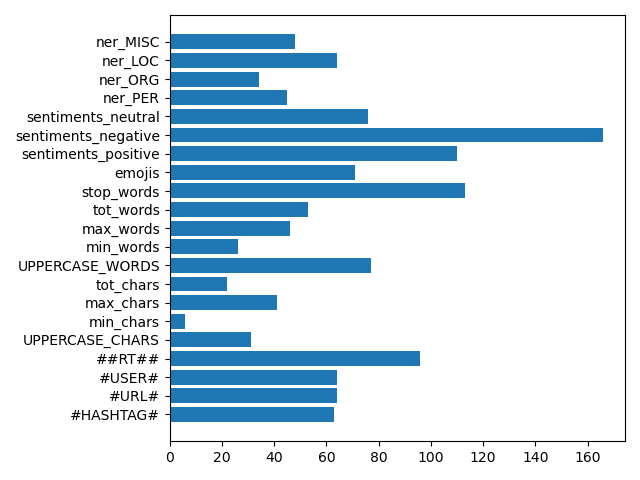 ner_MISC
ner_LOC
ner_ORG
ner_PER
sentiments_neutral
sentiments_negative
sentiments_positive
emojis
stop_words
tot_words
max_words
min_words
UPPERCASE_WORDS
tot_chars
max_chars
min_chars
UPPERCASE_CHARS
##RT##
#USER#
#URL#
#HASHTAG#
0 20 40 60 80 100 120 140 160